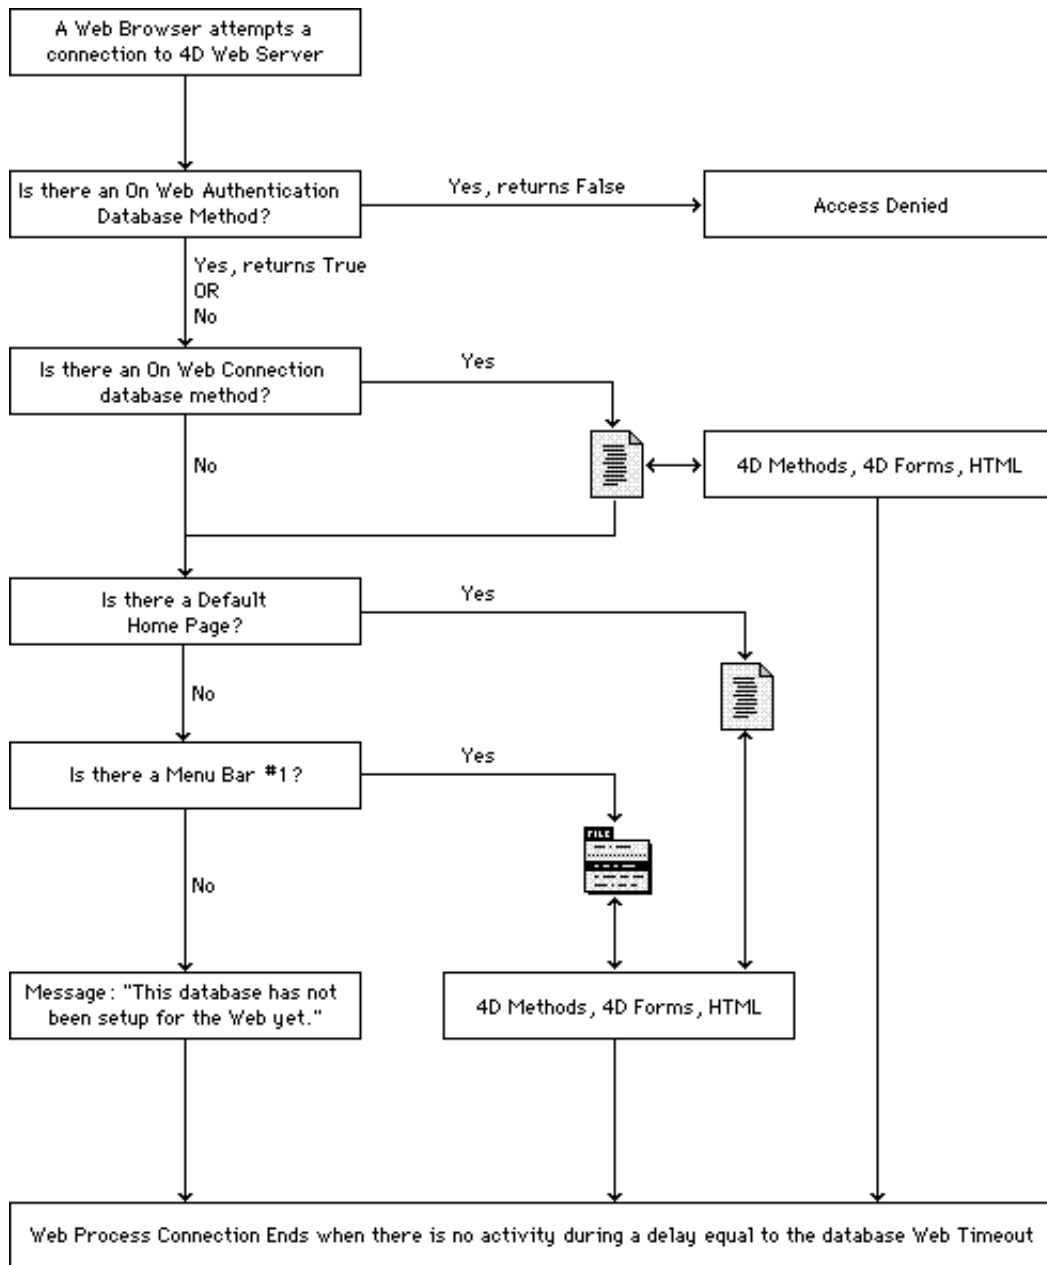 A Web Browser attempts a
connection to 4D Web Server
Is there an On Web Authentication
Database Method?
Yes, returns False
Access Denied
Yes, returns True
OR
No
Is there an On Web Connection
database method?
Yes
No
4D Methods, 4D Forms, HTML
Is there a Default
Home Page?
Yes
No
Is there a Menu Bar #1?
Yes
FILE
No
Message: "This database has not
been setup for the Web yet."
4D Methods, 4D Forms, HTML
Web Process Connection Ends when there is no activity during a delay equal to the database Web Timeout